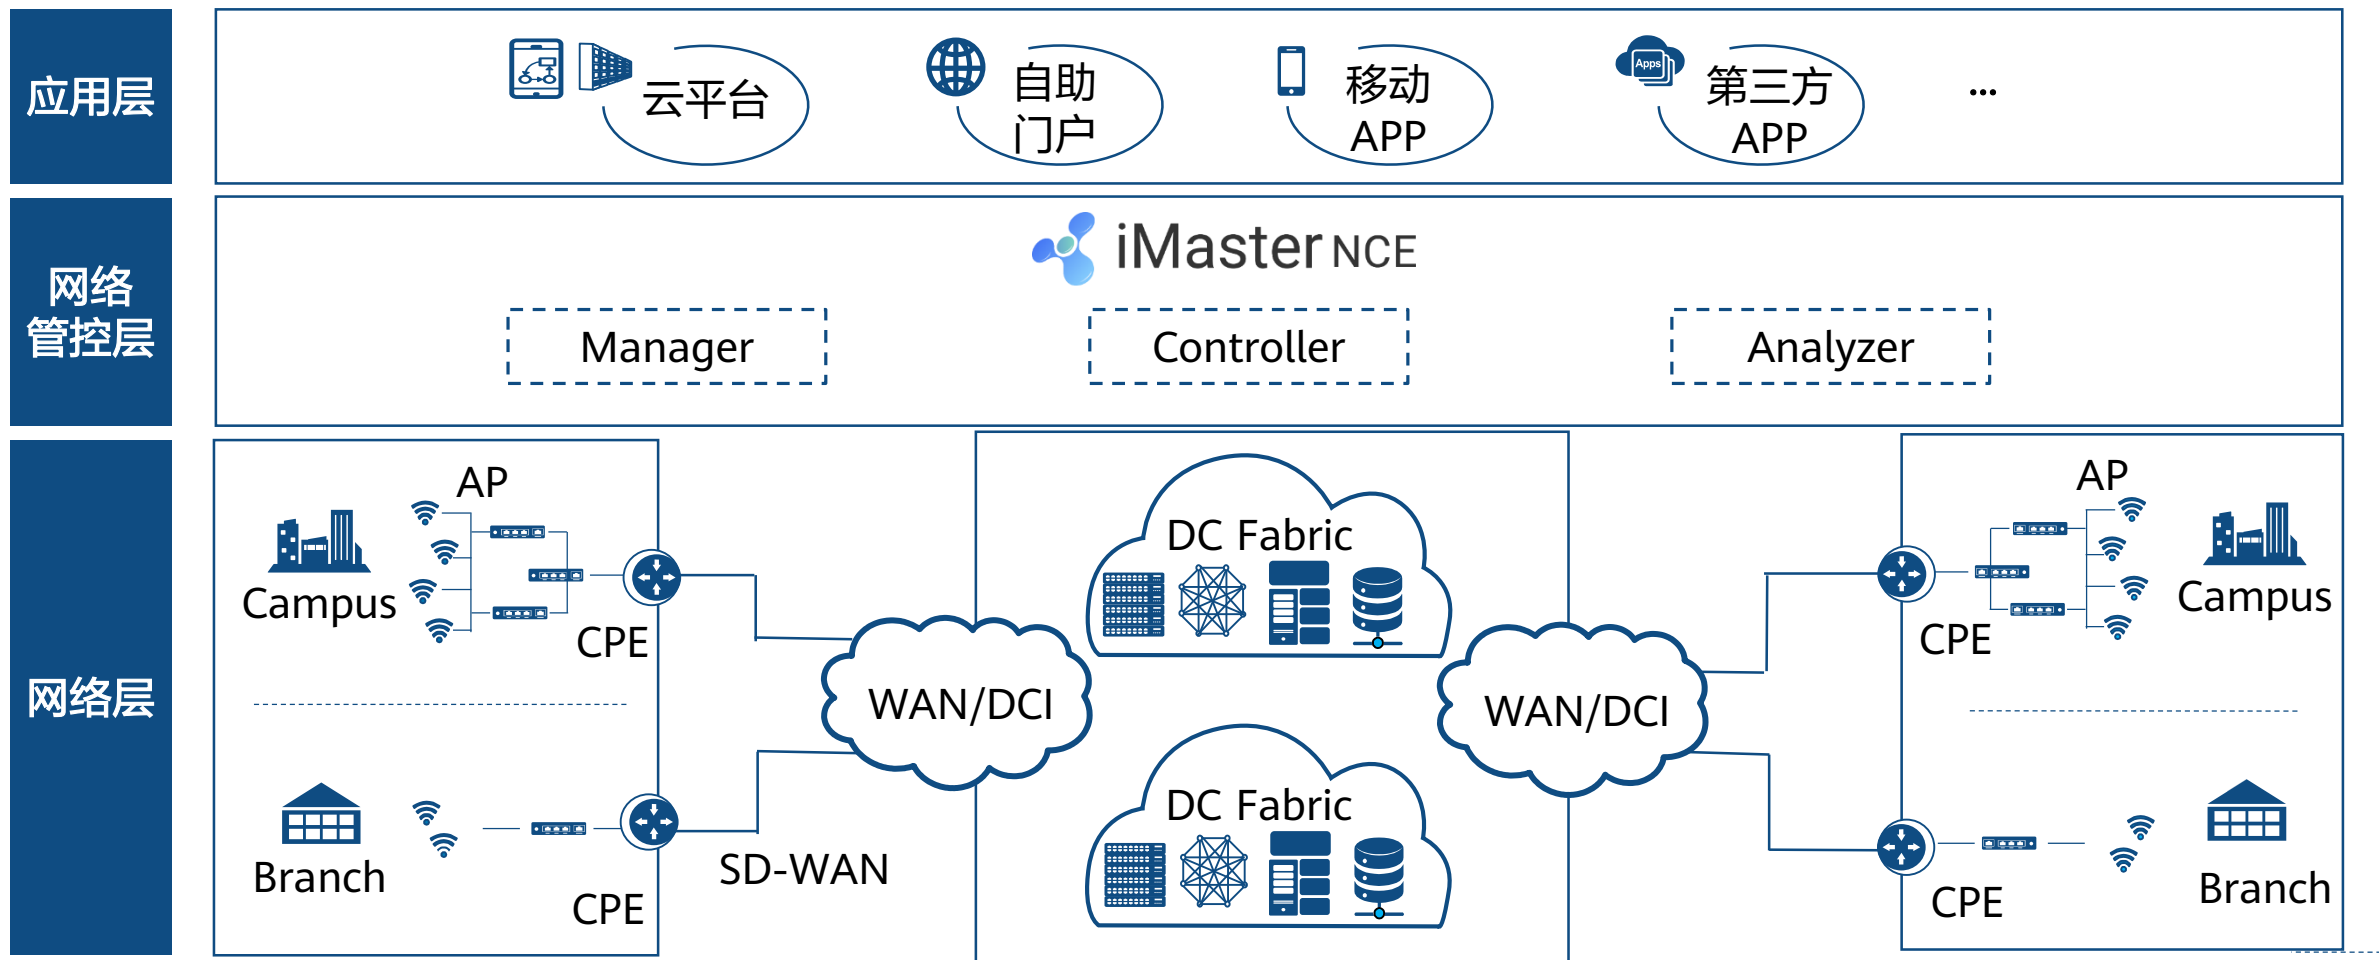 应用层
云平台
自助
门户
移动
APP
Apps
第三方
APP
...
网络
管控层
iMaster NCE
Manager
Controller
Analyzer
网络层
AP
Campus
CPE
Branch
CPE
SD-WAN
WAN/DCI
DC Fabric
DC Fabric
WAN/DCI
AP
Campus
CPE
Branch
CPE